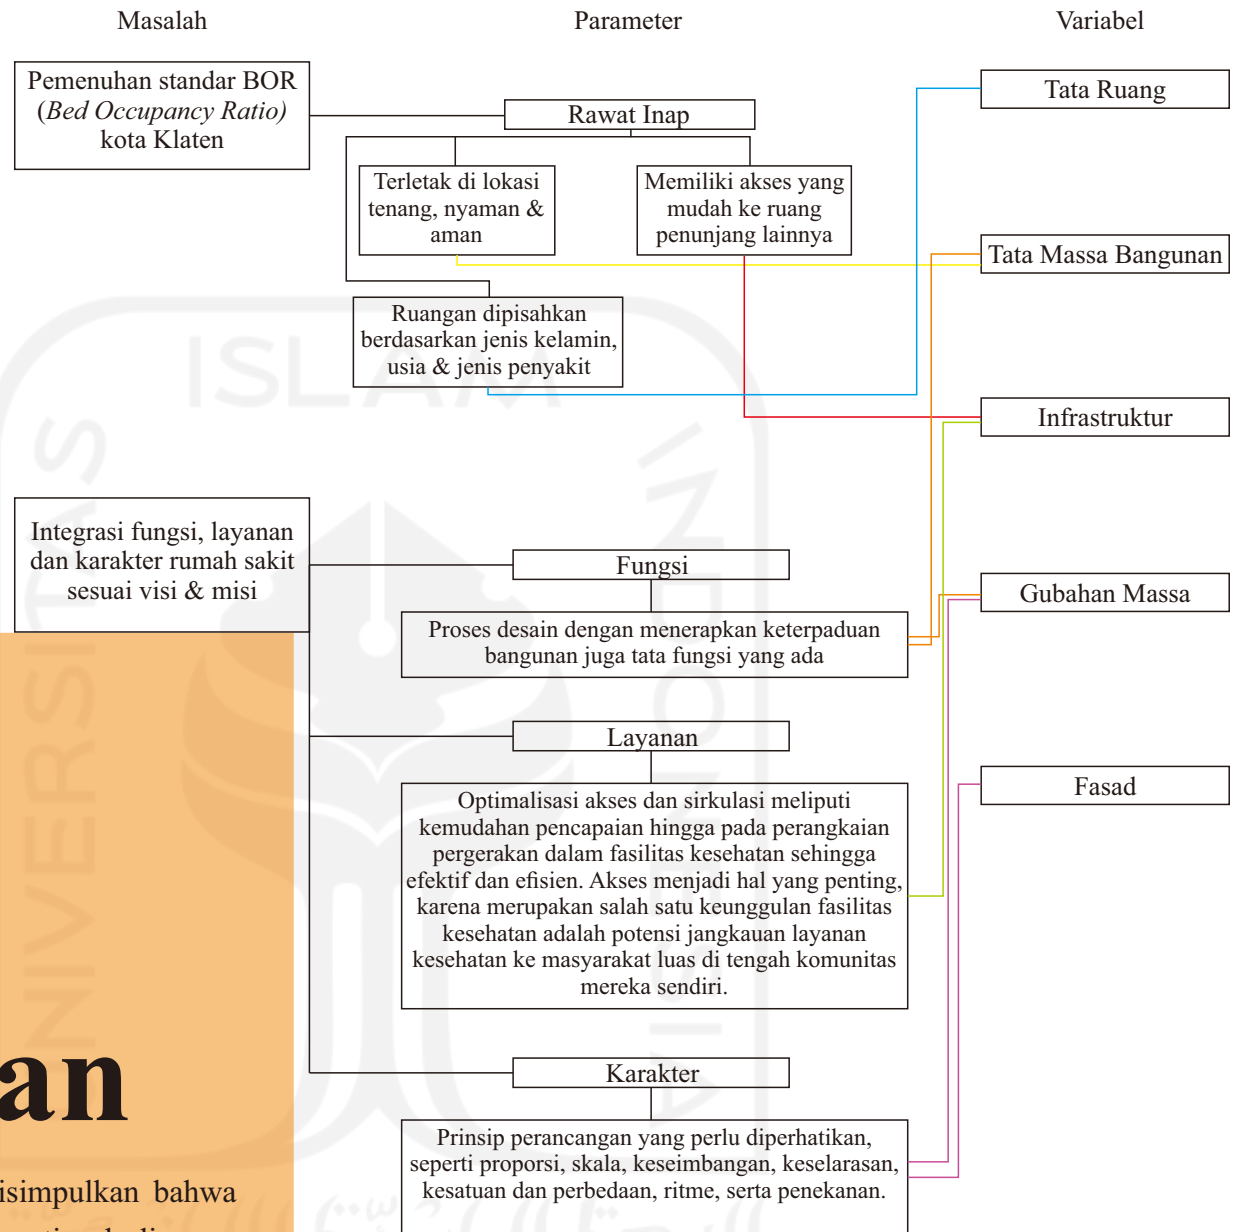 Masalah
Parameter
Variabel
Pemenuhan standar BOR
(Bed Occupancy Ratio)
kota Klaten
Rawat Inap
Terletak di lokasi
tenang, nyaman &
aman
Memiliki akses yang
mudah ke ruang
penunjang lainnya
Ruangan dipisahkan
berdasarkan jenis kelamin,
usia & jenis penyakit
Tata Ruang
Tata Massa Bangunan
Infrastruktur
Gubahan Massa
Fasad
Integrasi fungsi, layanan
dan karakter rumah sakit
sesuai visi & misi
Fungsi
Proses desain dengan menerapkan keterpaduan
bangunan juga tata fungsi yang ada
Layanan
Optimalisasi akses dan sirkulasi meliputi
kemudahan pencapaian hingga pada perangkaian
pergerakan dalam fasilitas kesehatan sehingga
efektif dan efisien. Akses menjadi hal yang penting,
karena merupakan salah satu keunggulan fasilitas
kesehatan adalah potensi jangkauan layanan
kesehatan ke masyarakat luas di tengah komunitas
mereka sendiri.
Karakter
Prinsip perancangan yang perlu diperhatikan,
seperti proporsi, skala, keseimbangan, keselarasan,
kesatuan dan perbedaan, ritme, serta penekanan.
an
isimpulkan bahwa
UNIVERSITAS
ISLAM
INDONESIA